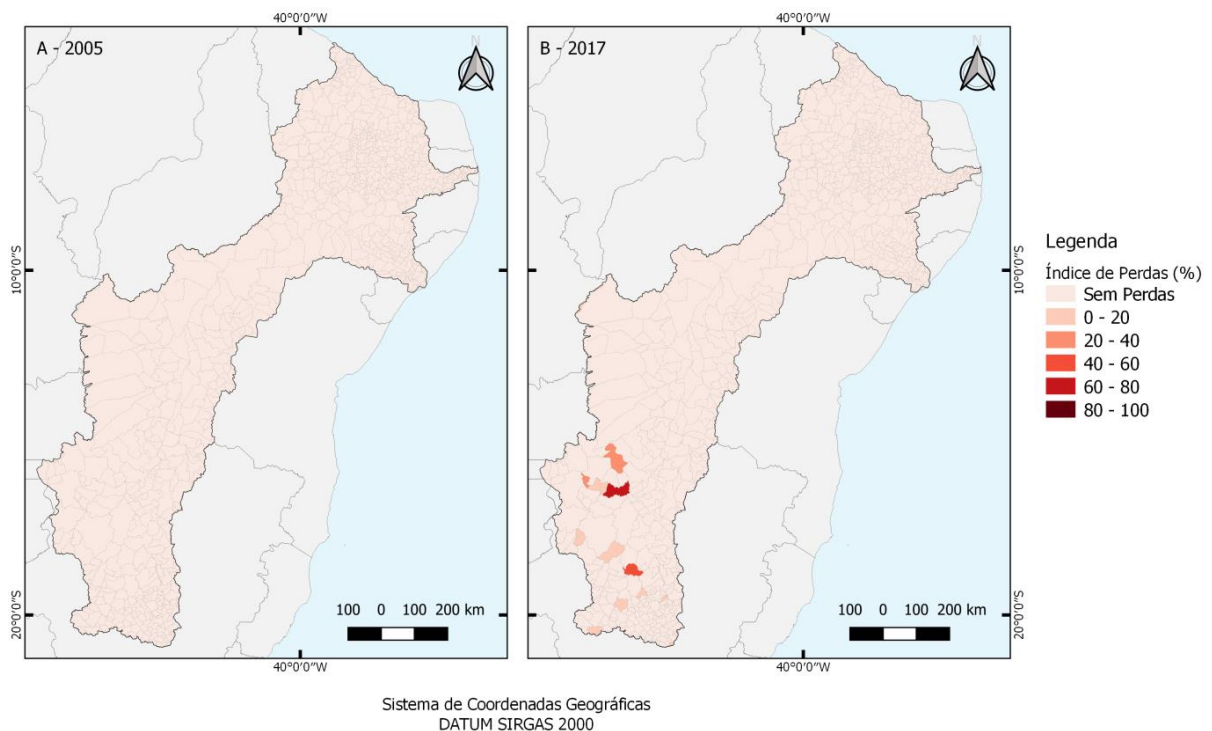 40°0'0"W
40°0'0"W
A - 2005
N
B - 2017
N
10°0'0"S
10°0'0"S
20°0'0"S
20°0'0"S
100 0 100 200 km
100 0 100 200 km
40°0'0"W
40°0'0"W
Legenda
Índice de Perdas (%)
Sem Perdas
0 - 20
20 - 40
40 - 60
60 - 80
80 - 100
Sistema de Coordenadas Geográficas
DATUM SIRGAS 2000